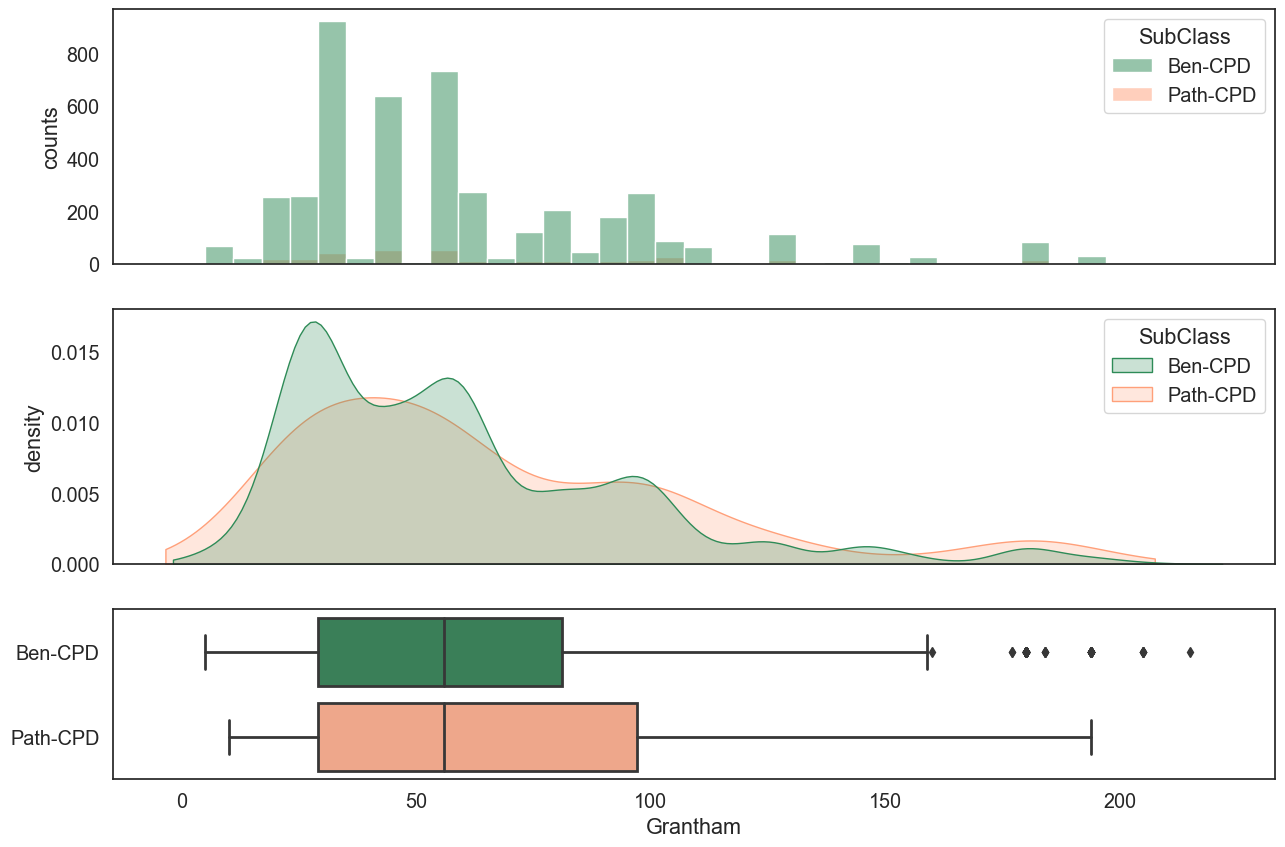 SubClass
Ben-CPD
Path-CPD
counts
800
600
400
200
0
SubClass
Ben-CPD
Path-CPD
density
0.015
0.010
0.005
0.000
Ben-CPD
Path-CPD
0 50 100 150 200
Grantham